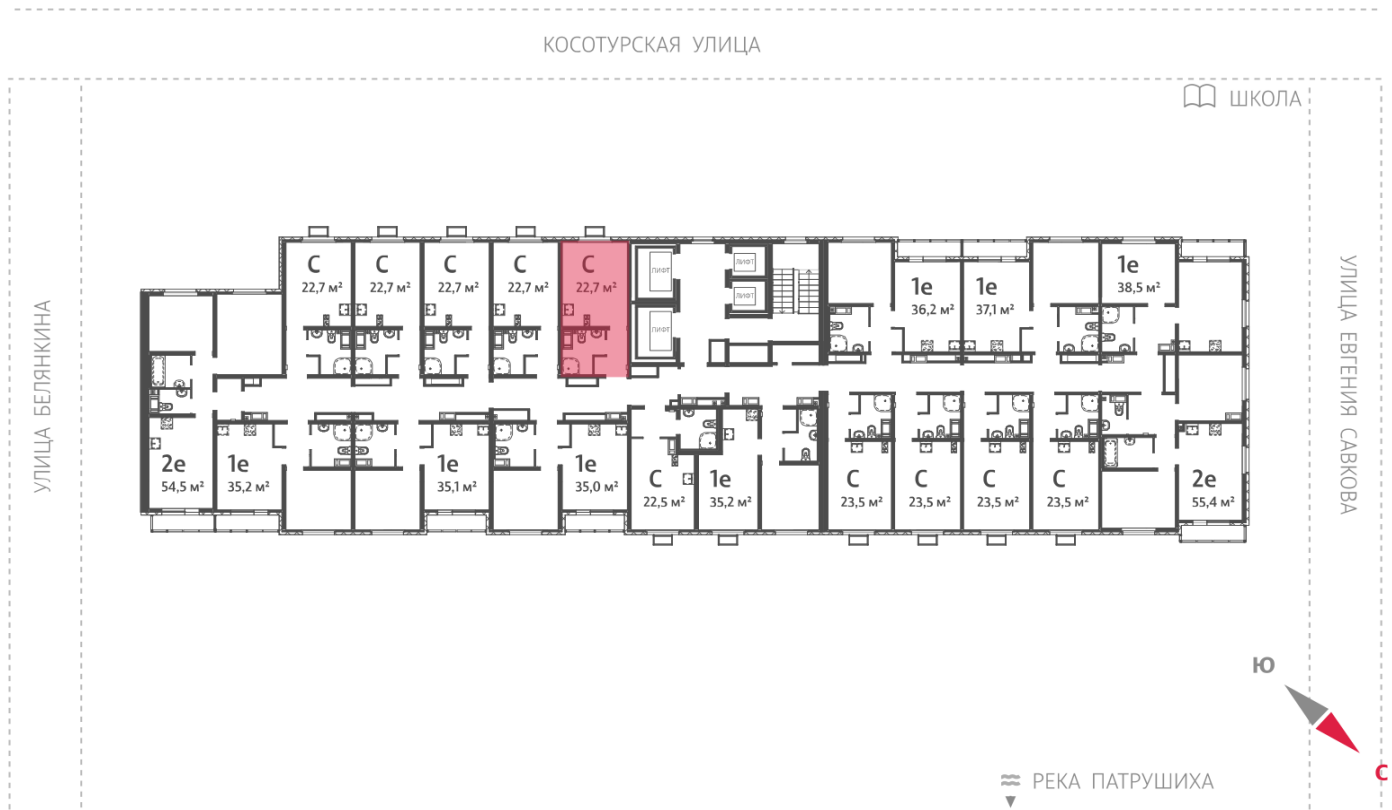 КОСОТУРСКАЯ УЛИЦА
ШКОЛА
УЛИЦА БЕЛЯНКИНА
УЛИЦА ЕВГЕНИЯ САВКОВА
С
22,7 м²
С
22,7 м²
С
22,7 м²
С
22,7 м²
С
22,7 м²
ЛИФТ
ЛИФТ
ЛИФТ
ЛИФТ
1е
36,2 м²
1е
37,1 м²
1е
38,5 м²
2е
54,5 м²
1е
35,2 м²
1е
35,1 м²
1е
35,0 м²
С
22,5 м²
1е
35,2 м²
С
23,5 м²
С
23,5 м²
С
23,5 м²
С
23,5 м²
2е
55,4 м²
Ю
С
РЕКА ПАТРУШИХА